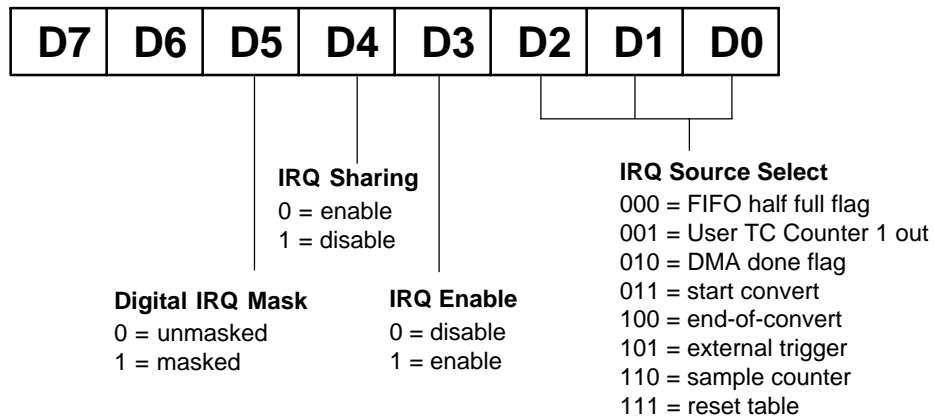 D7 D6 D5 D4 D3 D2 D1 D0
IRQ Sharing
0 = enable
1 = disable
Digital IRQ Mask
0 = unmasked
1 = masked
IRQ Enable
0 = disable
1 = enable
IRQ Source Select
000 = FIFO half full flag
001 = User TC Counter 1 out
010 = DMA done flag
011 = start convert
100 = end-of-convert
101 = external trigger
110 = sample counter
111 = reset table